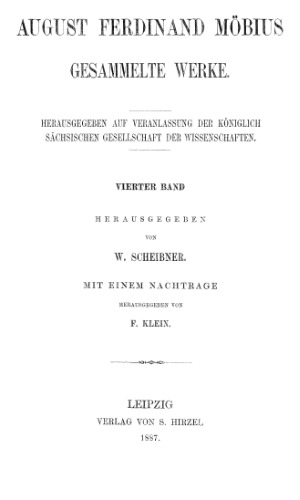 AUGUST FERDINAND MÖBIUS
GESAMMELTE WERKE.
HERAUSGEGEBEN AUF VERANLASSUNG DER KÖNIGLICH
SÄCHSISCHEN GESELLSCHAFT DER WISSENSCHAFTEN.
VIERTER BAND
HERAUSGEGEBEN
VON
W. SCHEIBNER.
MIT EINEM NACHTRAGE
HERAUSGEGEBEN VON
F. KLEIN.
LEIPZIG
VERLAG VON S. HIRZEL
1887.